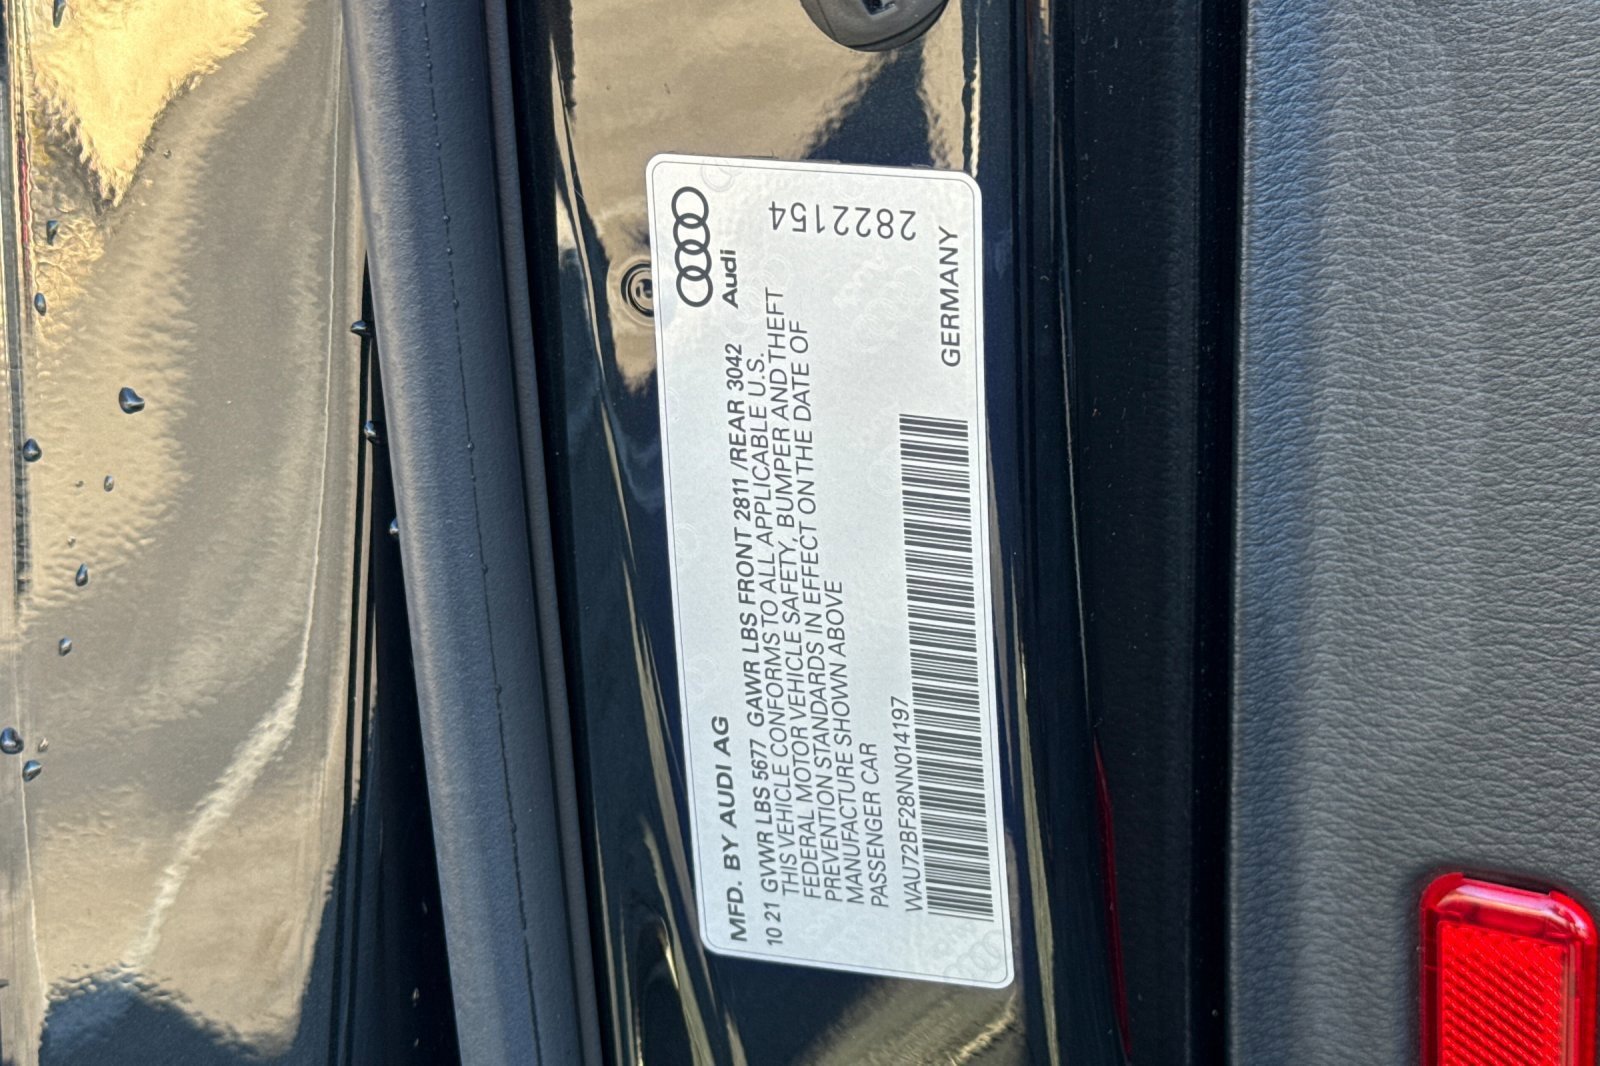 Audi
2822154
MFD. BY AUDI AG
10 21 GVWR LBS 5677 GAWR LBS FRONT 2811 /REAR 3042
THIS VEHICLE CONFORMS TO ALL APPLICABLE U.S.
FEDERAL MOTOR VEHICLE SAFETY, BUMPER AND THEFT
PREVENTION STANDARDS IN EFFECT ON THE DATE OF
MANUFACTURE SHOWN ABOVE
PASSENGER CAR
WAU72BF28NN014197
GERMANY